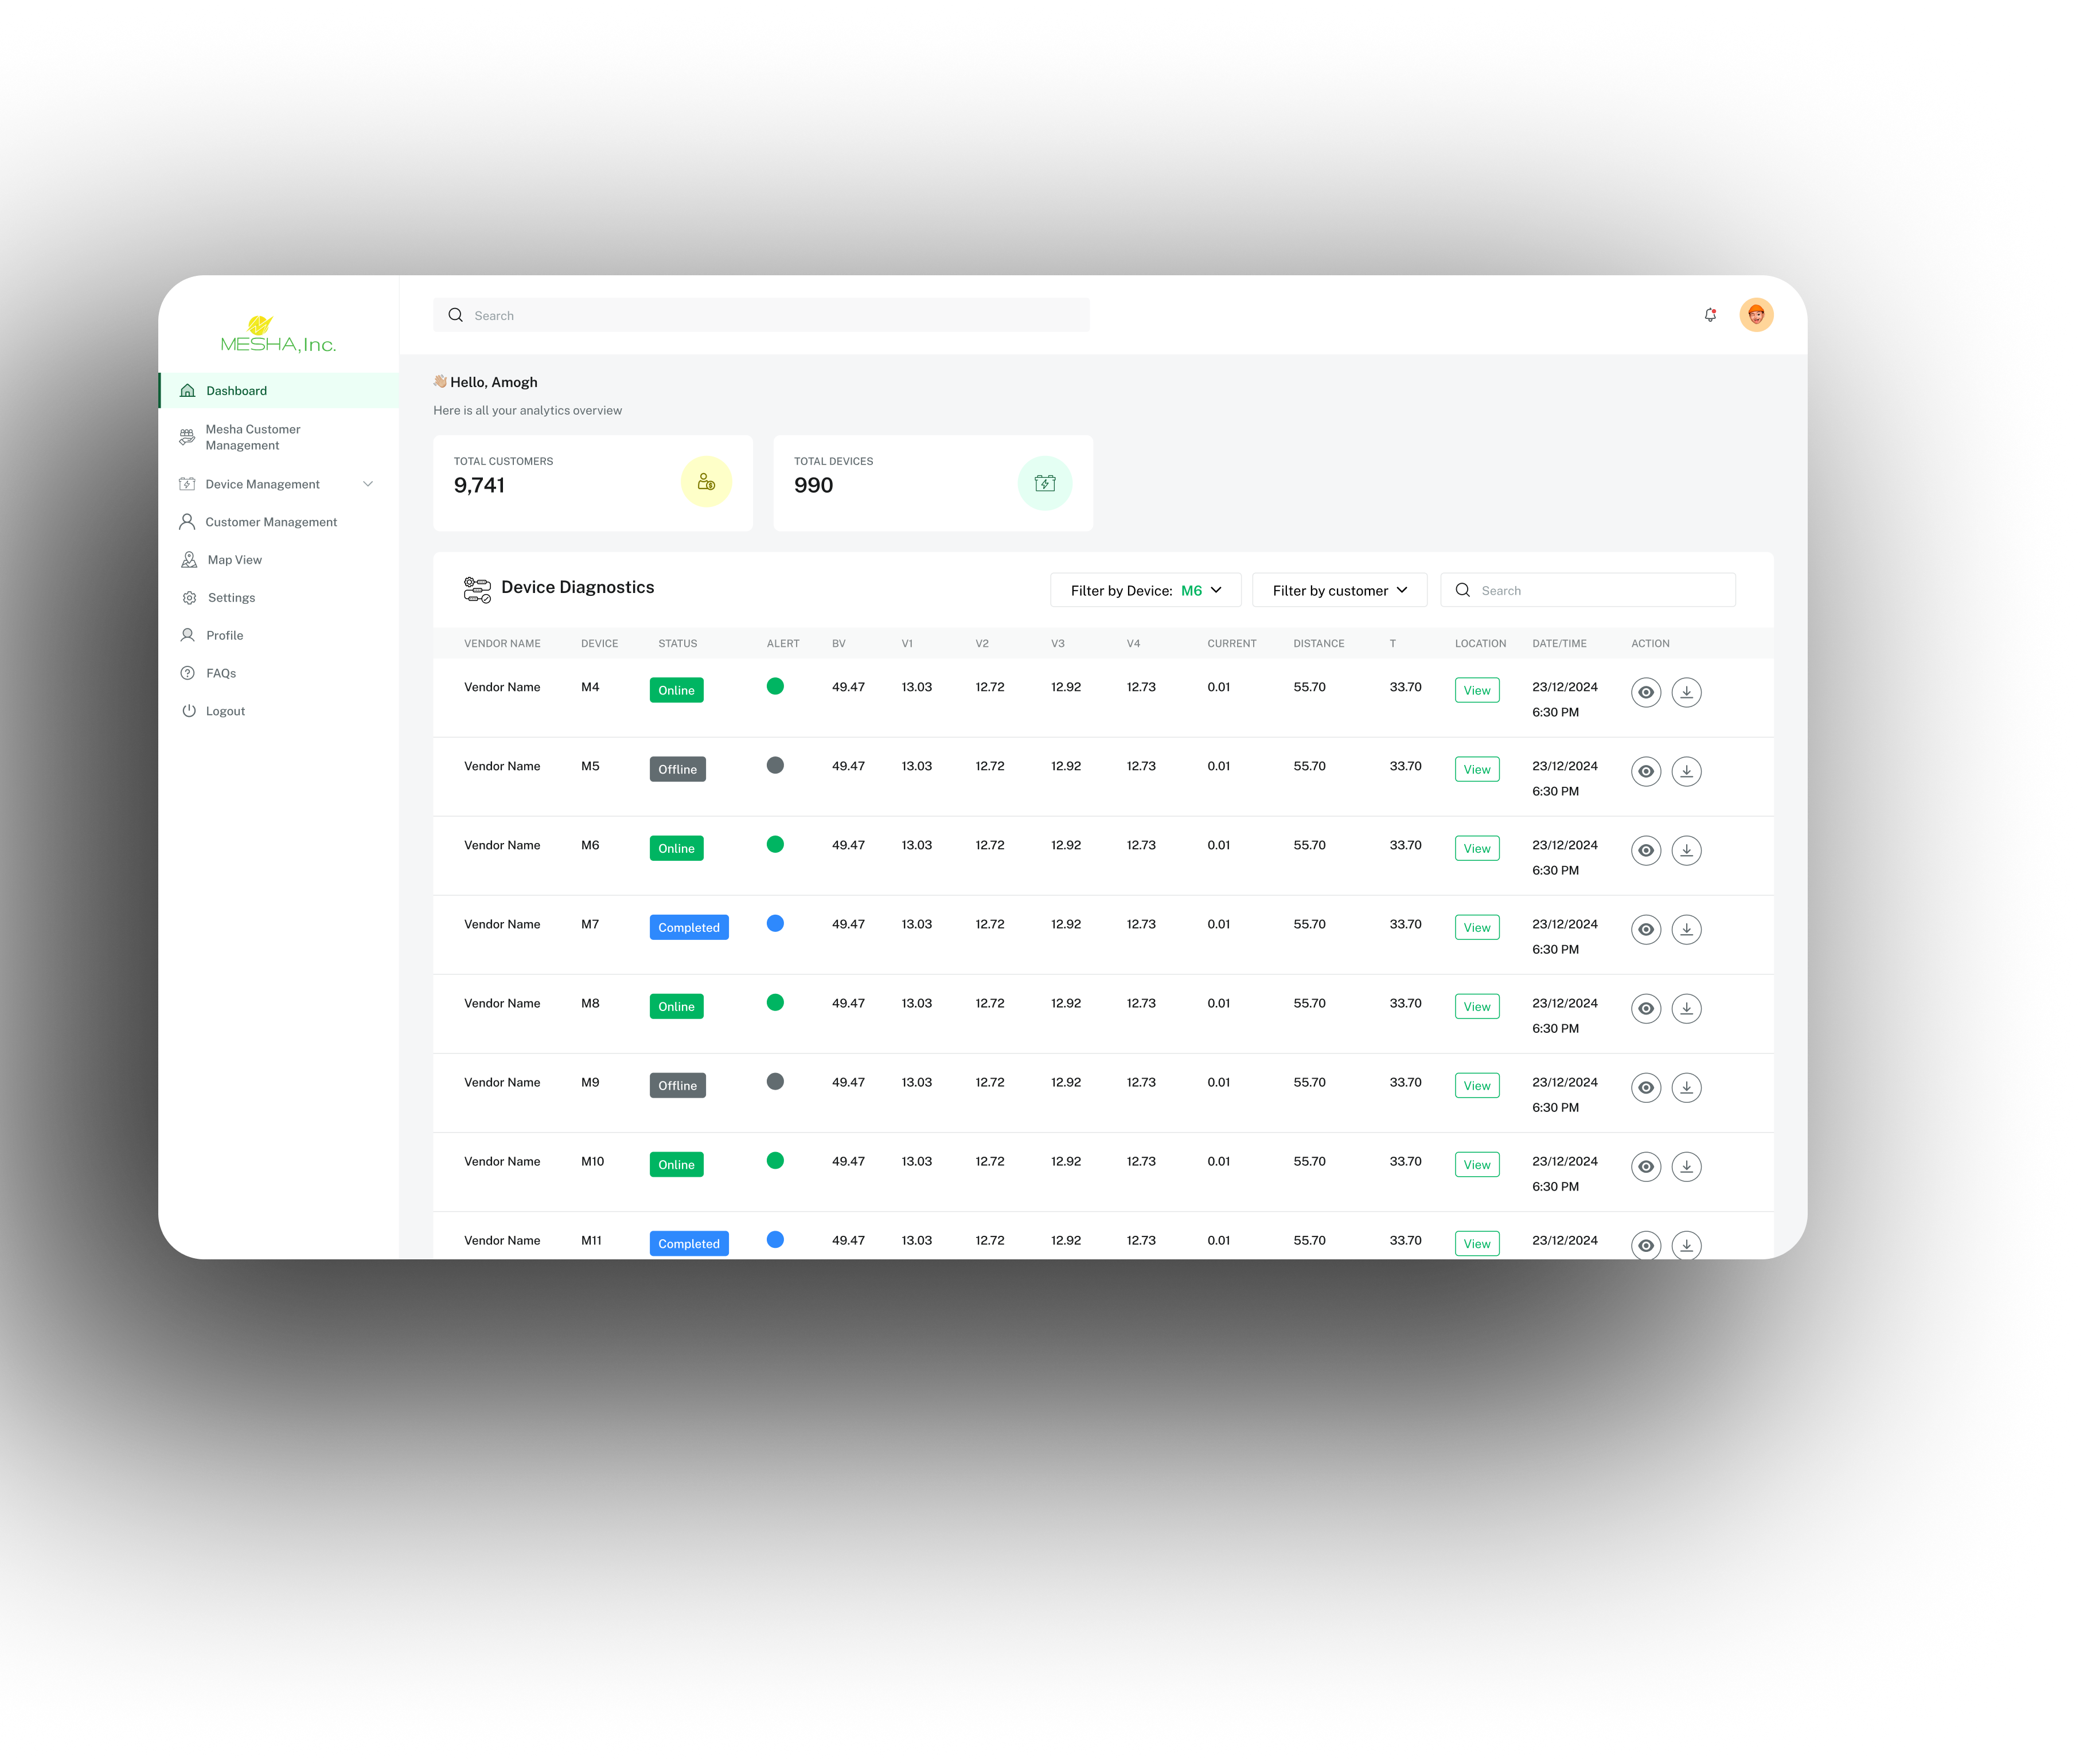 MESHA, Inc.
Dashboard
Mesha Customer
Management
Device Management
Customer Management
Map View
Settings
Profile
FAQs
Logout
Search
Hello, Amogh
Here is all your analytics overview
TOTAL CUSTOMERS
9,741
TOTAL DEVICES
990
Device Diagnostics
Filter by Device: M6
Filter by customer
Search
VENDOR NAME DEVICE STATUS ALERT BV V1 V2 V3 V4 CURRENT DISTANCE T LOCATION DATE/TIME ACTION
Vendor Name M4 Online 49.47 13.03 12.72 12.92 12.73 0.01 55.70 33.70 View 23/12/2024
6:30 PM
Vendor Name M5 Offline 49.47 13.03 12.72 12.92 12.73 0.01 55.70 33.70 View 23/12/2024
6:30 PM
Vendor Name M6 Online 49.47 13.03 12.72 12.92 12.73 0.01 55.70 33.70 View 23/12/2024
6:30 PM
Vendor Name M7 Completed 49.47 13.03 12.72 12.92 12.73 0.01 55.70 33.70 View 23/12/2024
6:30 PM
Vendor Name M8 Online 49.47 13.03 12.72 12.92 12.73 0.01 55.70 33.70 View 23/12/2024
6:30 PM
Vendor Name M9 Offline 49.47 13.03 12.72 12.92 12.73 0.01 55.70 33.70 View 23/12/2024
6:30 PM
Vendor Name M10 Online 49.47 13.03 12.72 12.92 12.73 0.01 55.70 33.70 View 23/12/2024
6:30 PM
Vendor Name M11 Completed 49.47 13.03 12.72 12.92 12.73 0.01 55.70 33.70 View 23/12/2024